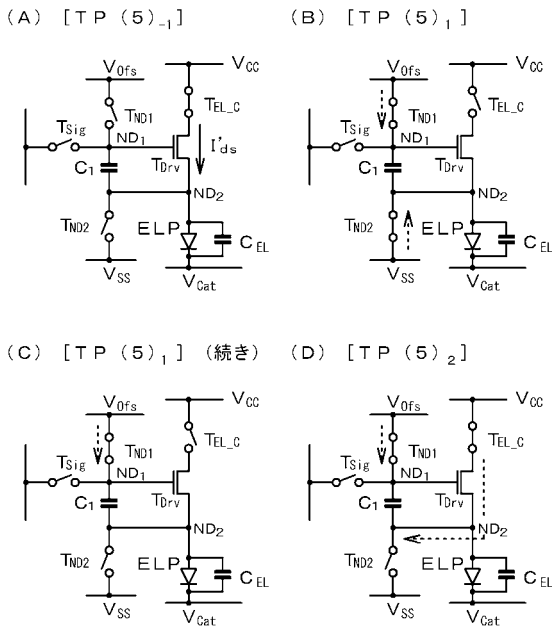 (A) [TP(5)-1]
VCC
VOfs
TEL_C
TND1
TSig
ND1
I'ds
C1
TDrv
ND2
TND2
ELP
CEL
VSS
VCat
(B) [TP(5)1]
VCC
VOfs
TEL_C
TND1
TSig
ND1
C1
TDrv
ND2
TND2
ELP
CEL
VSS
VCat
(C) [TP(5)1] (続き)
VCC
VOfs
TEL_C
TND1
TSig
ND1
C1
TDrv
ND2
TND2
ELP
CEL
VSS
VCat
(D) [TP(5)2]
VCC
VOfs
TEL_C
TND1
TSig
ND1
C1
TDrv
ND2
TND2
ELP
CEL
VSS
VCat